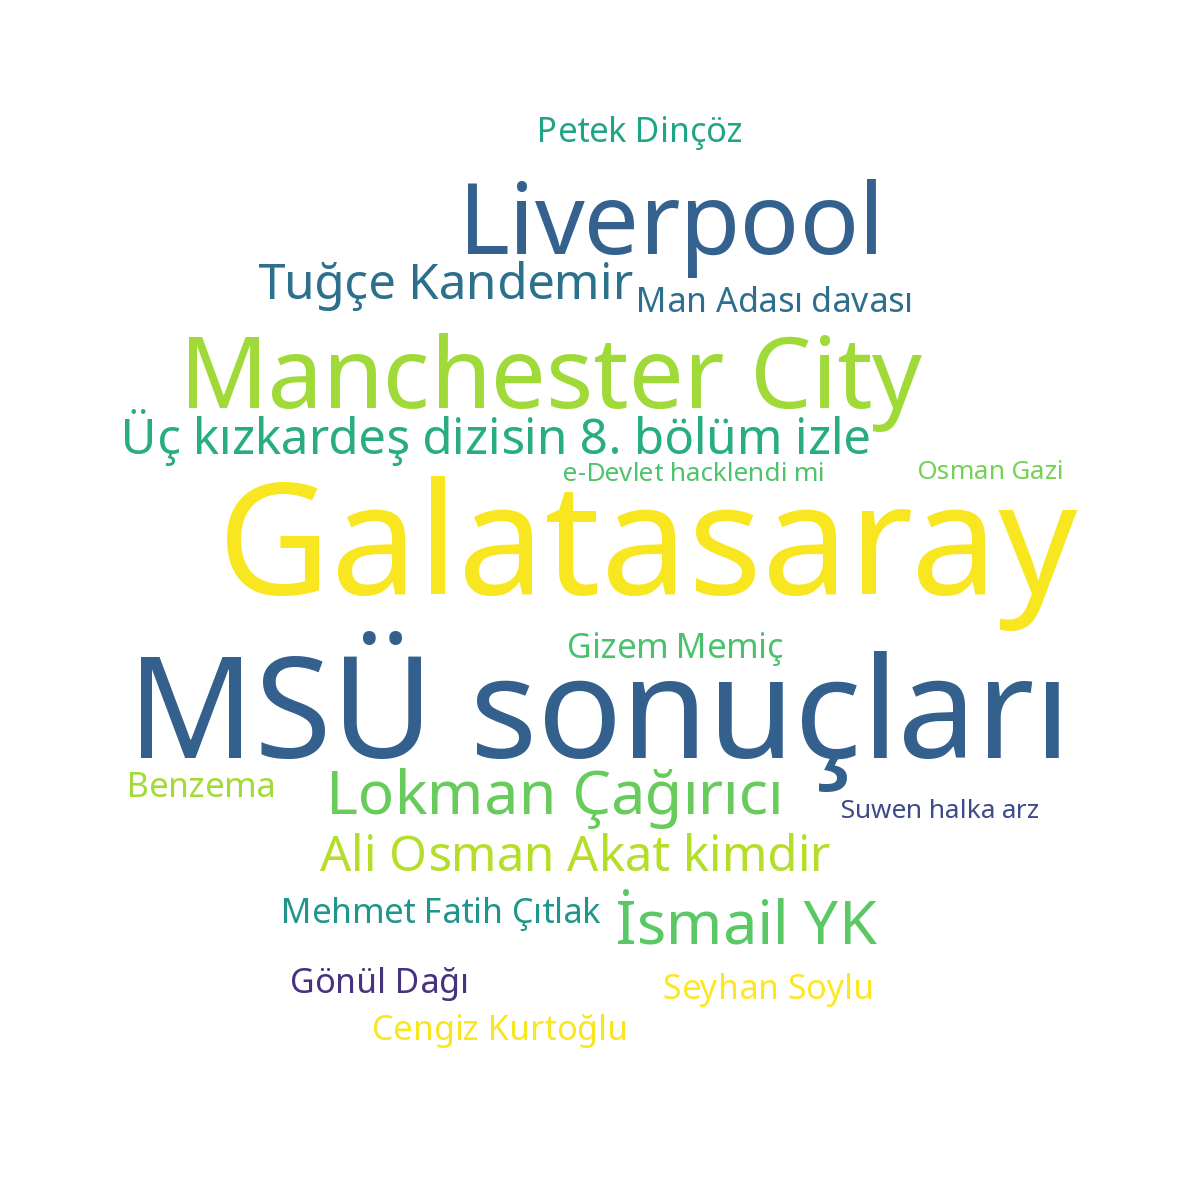 Petek Dinçöz
Liverpool
Tuğçe Kandemir
Man Adası davası
Manchester City
Üç kızkardeş dizisin 8. bölüm izle
e-Devlet hacklendi mi
Osman Gazi
Galatasaray
Gizem Memiç
MSÜ sonuçları
Benzema
Lokman Çağırıcı
Suwen halka arz
Ali Osman Akat kimdir
Mehmet Fatih Çıtlak
İsmail YK
Gönül Dağı
Seyhan Soylu
Cengiz Kurtoğlu